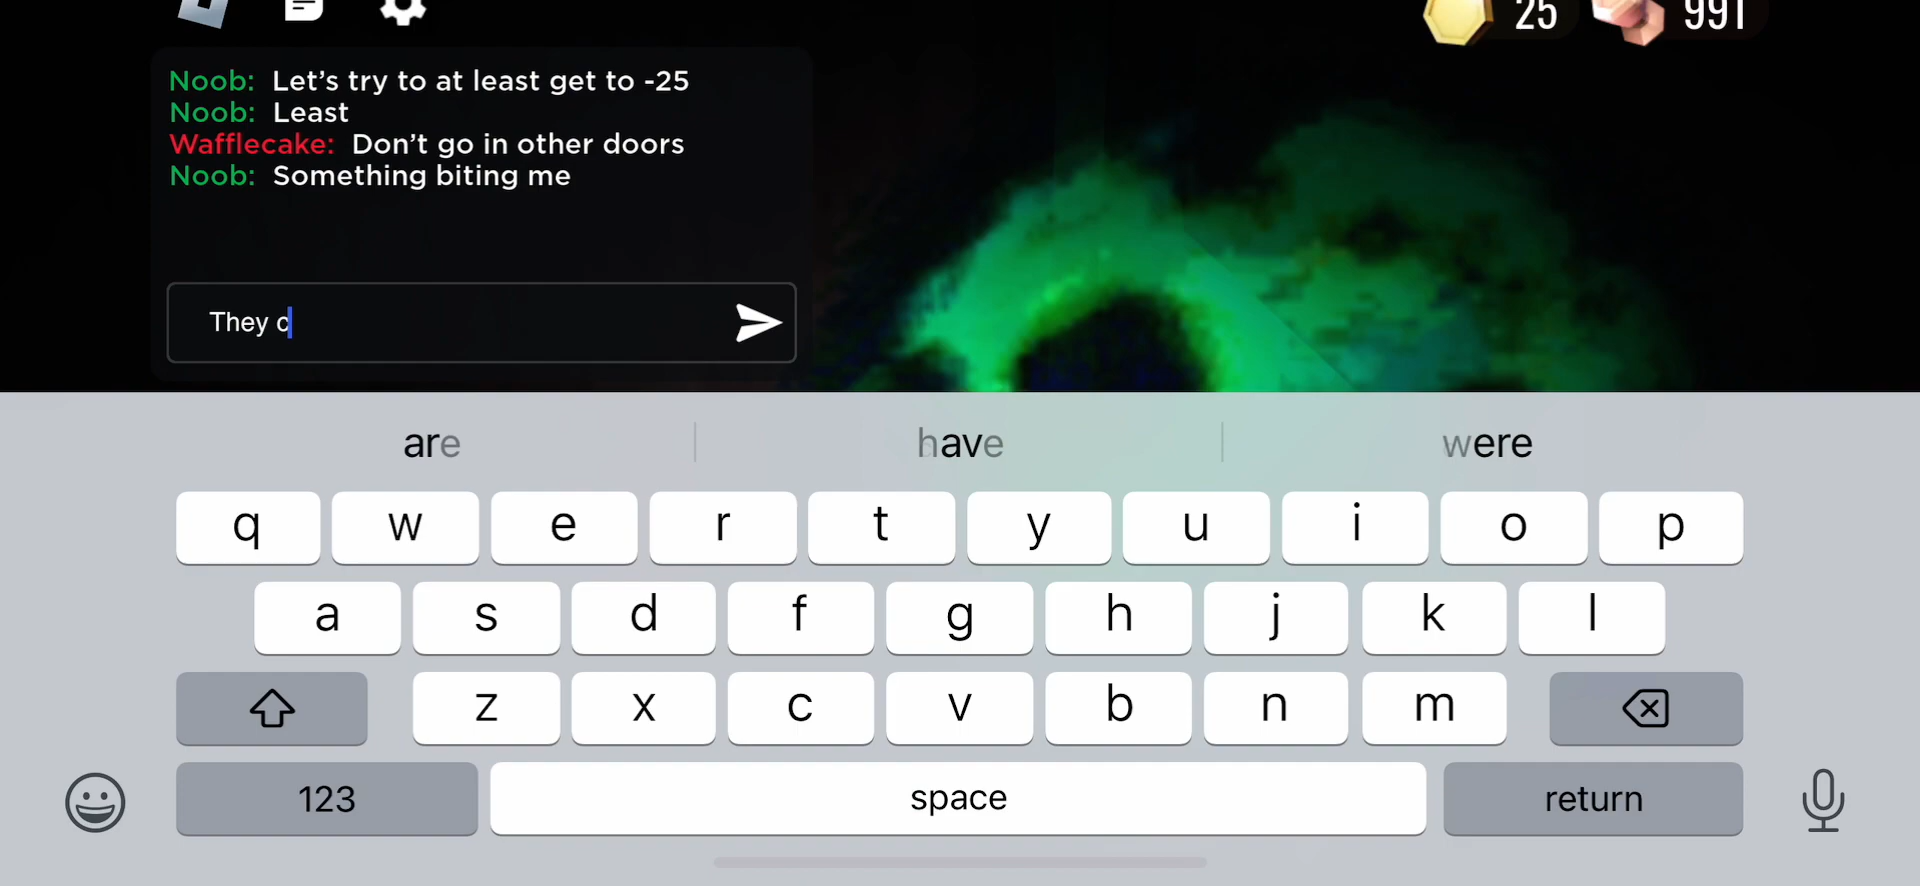 25 991
Noob: Let's try to at least get to -25
Noob: Least
Wafflecake: Don't go in other doors
Noob: Something biting me
They c
are have were
q w e r t y u i o p
a s d f g h j k l
z x c v b n m
123 space return